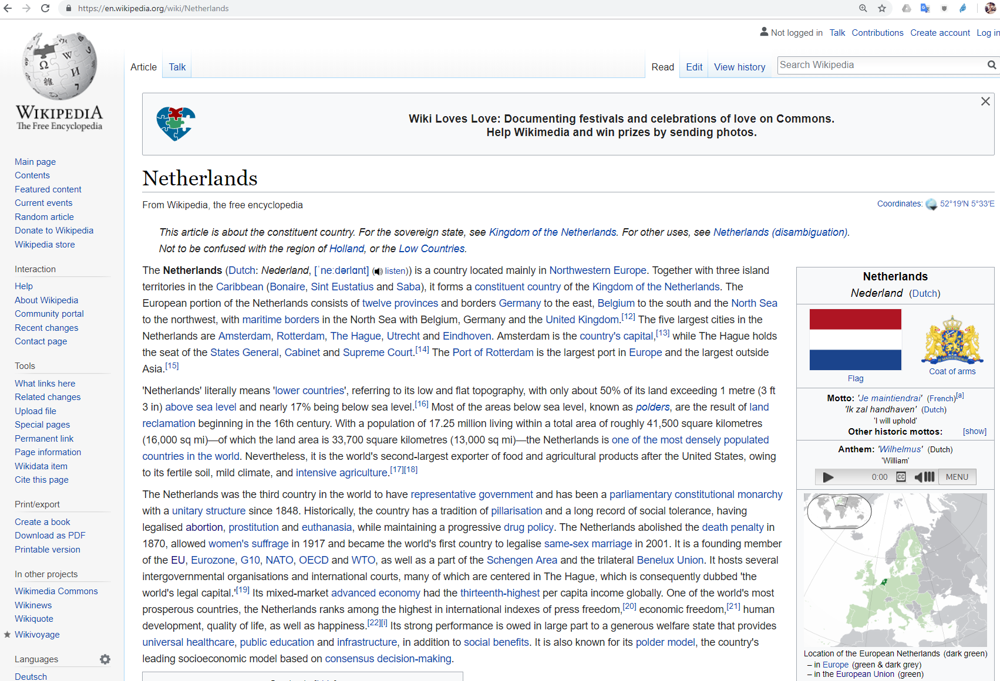 https://en.wikipedia.org/wiki/Netherlands
Not logged in Talk Contributions Create account Log in
Article Talk Read Edit View history Search Wikipedia
WIKIPEDIA
The Free Encyclopedia
Main page
Contents
Featured content
Current events
Random article
Donate to Wikipedia
Wikipedia store
Interaction
Help
About Wikipedia
Community portal
Recent changes
Contact page
Tools
What links here
Related changes
Upload file
Special pages
Permanent link
Page information
Wikidata item
Cite this page
Print/export
Create a book
Download as PDF
Printable version
In other projects
Wikimedia Commons
Wikinews
Wikiquote
Wikivoyage
Languages
Deutsch
Wiki Loves Love: Documenting festivals and celebrations of love on Commons.
Help Wikimedia and win prizes by sending photos.
Netherlands
From Wikipedia, the free encyclopedia
Coordinates: 52°19′N 5°33′E
This article is about the constituent country. For the sovereign state, see Kingdom of the Netherlands. For other uses, see Netherlands (disambiguation).
Not to be confused with the region of Holland, or the Low Countries.
The Netherlands (Dutch: Nederland, [ˈneːdərlɑnt] (listen)) is a country located mainly in Northwestern Europe. Together with three island
territories in the Caribbean (Bonaire, Sint Eustatius and Saba), it forms a constituent country of the Kingdom of the Netherlands. The
European portion of the Netherlands consists of twelve provinces and borders Germany to the east, Belgium to the south and the North Sea
to the northwest, with maritime borders in the North Sea with Belgium, Germany and the United Kingdom.[12] The five largest cities in the
Netherlands are Amsterdam, Rotterdam, The Hague, Utrecht and Eindhoven. Amsterdam is the country's capital,[13] while The Hague holds
the seat of the States General, Cabinet and Supreme Court.[14] The Port of Rotterdam is the largest port in Europe and the largest outside
Asia.[15]
'Netherlands' literally means 'lower countries', referring to its low and flat topography, with only about 50% of its land exceeding 1 metre (3 ft
3 in) above sea level and nearly 17% being below sea level.[16] Most of the areas below sea level, known as polders, are the result of land
reclamation beginning in the 16th century. With a population of 17.25 million living within a total area of roughly 41,500 square kilometres
(16,000 sq mi)—of which the land area is 33,700 square kilometres (13,000 sq mi)—the Netherlands is one of the most densely populated
countries in the world. Nevertheless, it is the world's second-largest exporter of food and agricultural products after the United States, owing
to its fertile soil, mild climate, and intensive agriculture.[17][18]
The Netherlands was the third country in the world to have representative government and has been a parliamentary constitutional monarchy
with a unitary structure since 1848. Historically, the country has a tradition of pillarisation and a long record of social tolerance, having
legalised abortion, prostitution and euthanasia, while maintaining a progressive drug policy. The Netherlands abolished the death penalty in
1870, allowed women's suffrage in 1917 and became the world's first country to legalise same-sex marriage in 2001. It is a founding member
of the EU, Eurozone, G10, NATO, OECD and WTO, as well as a part of the Schengen Area and the trilateral Benelux Union. It hosts several
intergovernmental organisations and international courts, many of which are centered in The Hague, which is consequently dubbed 'the
world's legal capital.'[19] Its mixed-market advanced economy had the thirteenth-highest per capita income globally. One of the world's most
prosperous countries, the Netherlands ranks among the highest in international indexes of press freedom,[20] economic freedom,[21] human
development, quality of life, as well as happiness.[22][i] Its strong performance is owed in large part to a generous welfare state that provides
universal healthcare, public education and infrastructure, in addition to social benefits. It is also known for its polder model, the country's
leading socioeconomic model based on consensus decision-making.
Netherlands
Nederland (Dutch)
Flag
Coat of arms
Motto: 'Je maintiendrai' (French)[a]
'Ik zal handhaven' (Dutch)
'I will uphold'
Other historic mottos: [show]
Anthem: 'Wilhelmus' (Dutch)
'William'
0:00 CC MENU
Location of the European Netherlands (dark green)
– in Europe (green & dark grey)
– in the European Union (green)